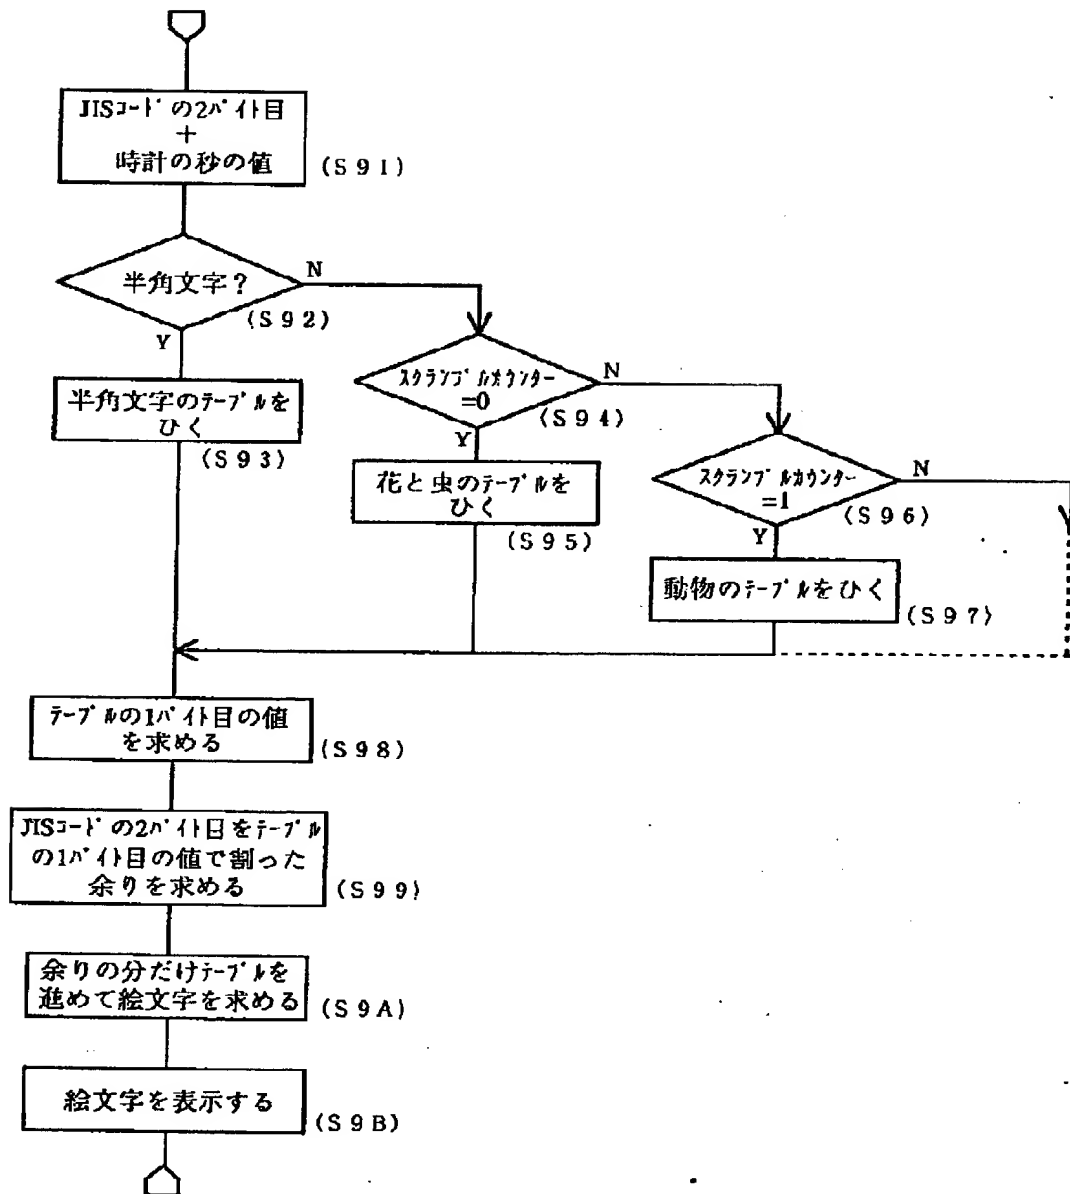 JISｺｰﾄﾞの2ﾊﾞｲﾄ目
+
時計の秒の値
(S91)
半角文字?
N
(S92)
Y
半角文字のﾃｰﾌﾞﾙを
ひく
(S93)
ｽｸﾗﾝﾌﾞﾙｶｳﾝﾀｰ
=0
N
(S94)
Y
花と虫のﾃｰﾌﾞﾙを
ひく
(S95)
ｽｸﾗﾝﾌﾞﾙｶｳﾝﾀｰ
=1
N
(S96)
Y
動物のﾃｰﾌﾞﾙをひく
(S97)
ﾃｰﾌﾞﾙの1ﾊﾞｲﾄ目の値
を求める
(S98)
JISｺｰﾄﾞの2ﾊﾞｲﾄ目をﾃｰﾌﾞﾙ
の1ﾊﾞｲﾄ目の値で割った
余りを求める
(S99)
余りの分だけﾃｰﾌﾞﾙを
進めて絵文字を求める
(S9A)
絵文字を表示する
(S9B)